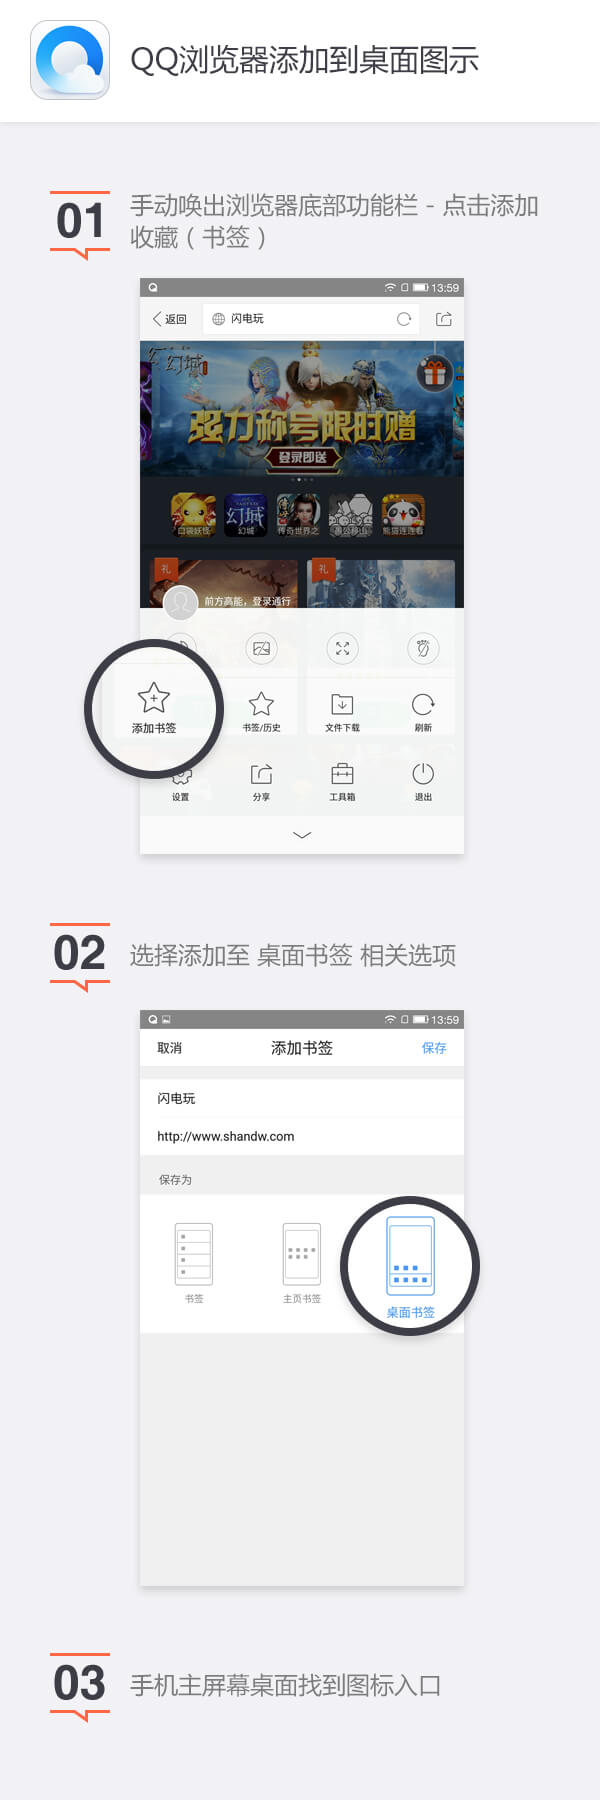 QQ浏览器添加到桌面图示
01
手动唤出浏览器底部功能栏 - 点击添加
收藏（书签）
13:59
返回
闪电玩
幻城
强力称号限时赠
登录即送
口袋妖怪
幻城
传奇世界之
愚公移山
熊猫连连看
礼
礼
前方高能，登录通行
添加书签
书签/历史
文件下载
刷新
设置
分享
工具箱
退出
02
选择添加至 桌面书签 相关选项
13:59
取消
添加书签
保存
闪电玩
http://www.shandw.com
保存为
书签
主页书签
桌面书签
03
手机主屏幕桌面找到图标入口